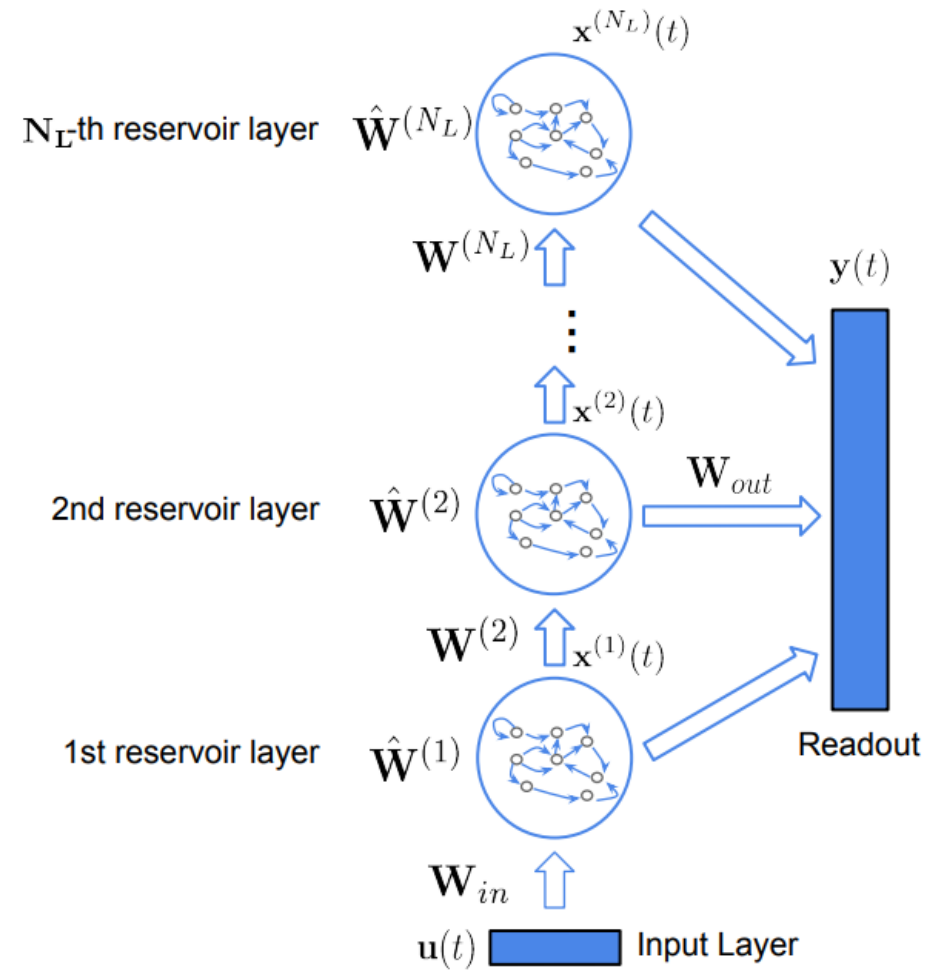 𝐱^(N_L)(t)
N_L-th reservoir layer Ŵ^(N_L)
W^(N_L)
y(t)
⋮
x^(2)(t)
W_out
2nd reservoir layer Ŵ^(2)
W^(2)
x^(1)(t)
1st reservoir layer Ŵ^(1)
Readout
W_in
u(t) Input Layer